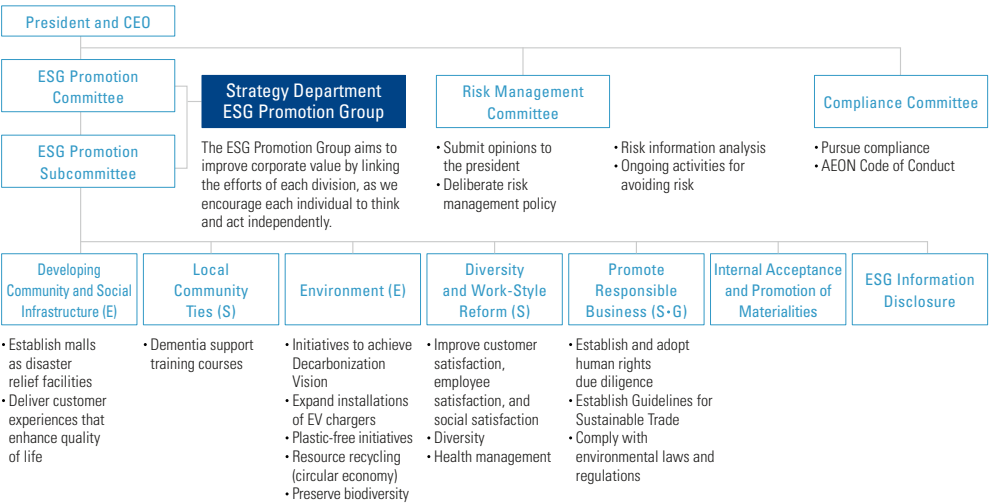 President and CEO
ESG Promotion
Committee
Strategy Department
ESG Promotion Group
Risk Management
Committee
Compliance Committee
ESG Promotion
Subcommittee
The ESG Promotion Group aims to
improve corporate value by linking
the efforts of each division, as we
encourage each individual to think
and act independently.
• Submit opinions to
the president
• Deliberate risk
management policy
• Risk information analysis
• Ongoing activities for
avoiding risk
• Pursue compliance
• AEON Code of Conduct
Developing
Community and Social
Infrastructure (E)
• Establish malls
as disaster
relief facilities
• Deliver customer
experiences that
enhance quality
of life
Local
Community
Ties (S)
• Dementia support
training courses
Environment (E)
• Initiatives to achieve
Decarbonization
Vision
• Expand installations
of EV chargers
• Plastic-free initiatives
• Resource recycling
(circular economy)
• Preserve biodiversity
Diversity
and Work-Style
Reform (S)
• Improve customer
satisfaction,
employee
satisfaction, and
social satisfaction
• Diversity
• Health management
Promote
Responsible
Business (S・G)
• Establish and adopt
human rights
due diligence
• Establish Guidelines for
Sustainable Trade
• Comply with
environmental laws and
regulations
Internal Acceptance
and Promotion of
Materialities
ESG Information
Disclosure